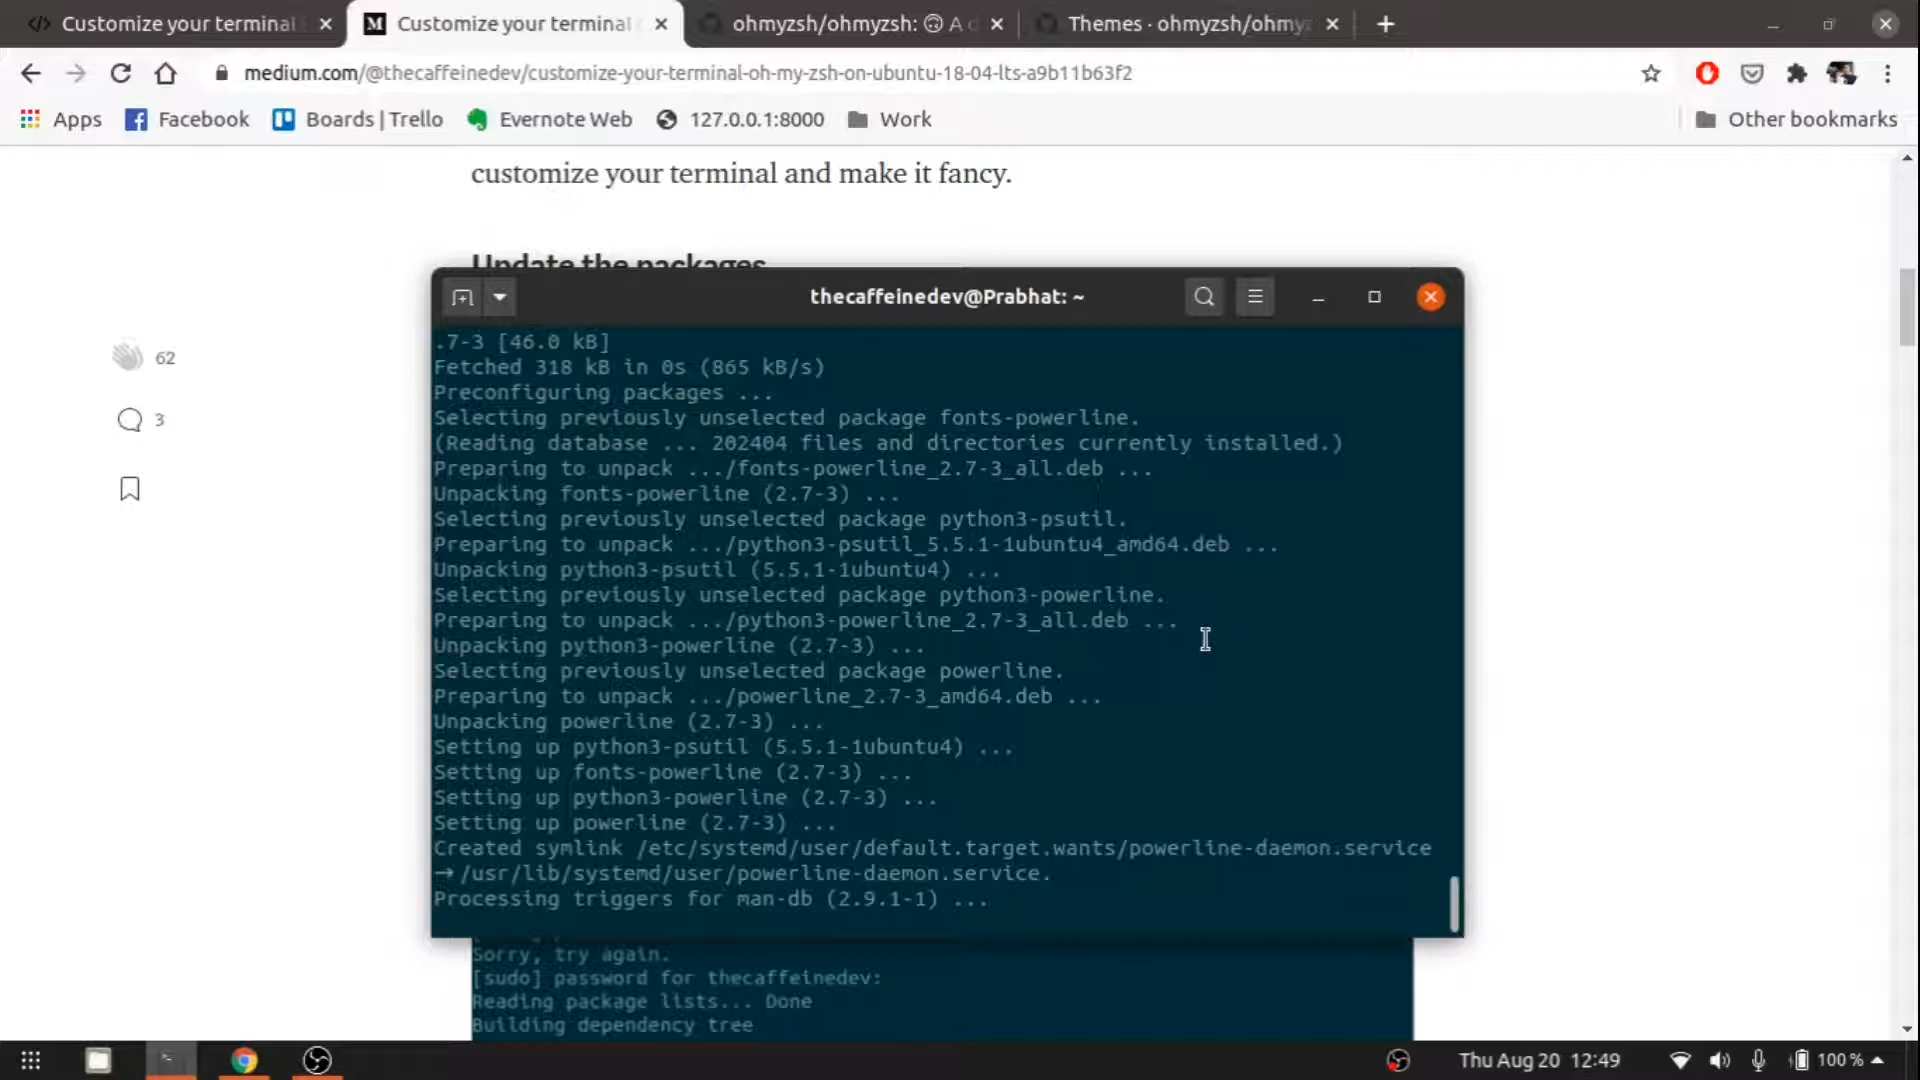 Customize your terminal
Customize your terminal
ohmyzsh/ohmyzsh: 🙃 A
Themes · ohmyzsh/ohmyz
medium.com/@thecaffeinedev/customize-your-terminal-oh-my-zsh-on-ubuntu-18-04-lts-a9b11b63f2
Apps
Facebook
Boards | Trello
Evernote Web
127.0.0.1:8000
Work
Other bookmarks
customize your terminal and make it fancy.
Update the packages
62
3
thecaffeinedev@Prabhat: ~
.7-3 [46.0 kB]
Fetched 318 kB in 0s (865 kB/s)
Preconfiguring packages ...
Selecting previously unselected package fonts-powerline.
(Reading database ... 202404 files and directories currently installed.)
Preparing to unpack .../fonts-powerline_2.7-3_all.deb ...
Unpacking fonts-powerline (2.7-3) ...
Selecting previously unselected package python3-psutil.
Preparing to unpack .../python3-psutil_5.5.1-1ubuntu4_amd64.deb ...
Unpacking python3-psutil (5.5.1-1ubuntu4) ...
Selecting previously unselected package python3-powerline.
Preparing to unpack .../python3-powerline_2.7-3_all.deb ...
Unpacking python3-powerline (2.7-3) ...
Selecting previously unselected package powerline.
Preparing to unpack .../powerline_2.7-3_amd64.deb ...
Unpacking powerline (2.7-3) ...
Setting up python3-psutil (5.5.1-1ubuntu4) ...
Setting up fonts-powerline (2.7-3) ...
Setting up python3-powerline (2.7-3) ...
Setting up powerline (2.7-3) ...
Created symlink /etc/systemd/user/default.target.wants/powerline-daemon.service
→ /usr/lib/systemd/user/powerline-daemon.service.
Processing triggers for man-db (2.9.1-1) ...
Sorry, try again.
[sudo] password for thecaffeinedev:
Reading package lists... Done
Building dependency tree
Thu Aug 20 12:49
100 %